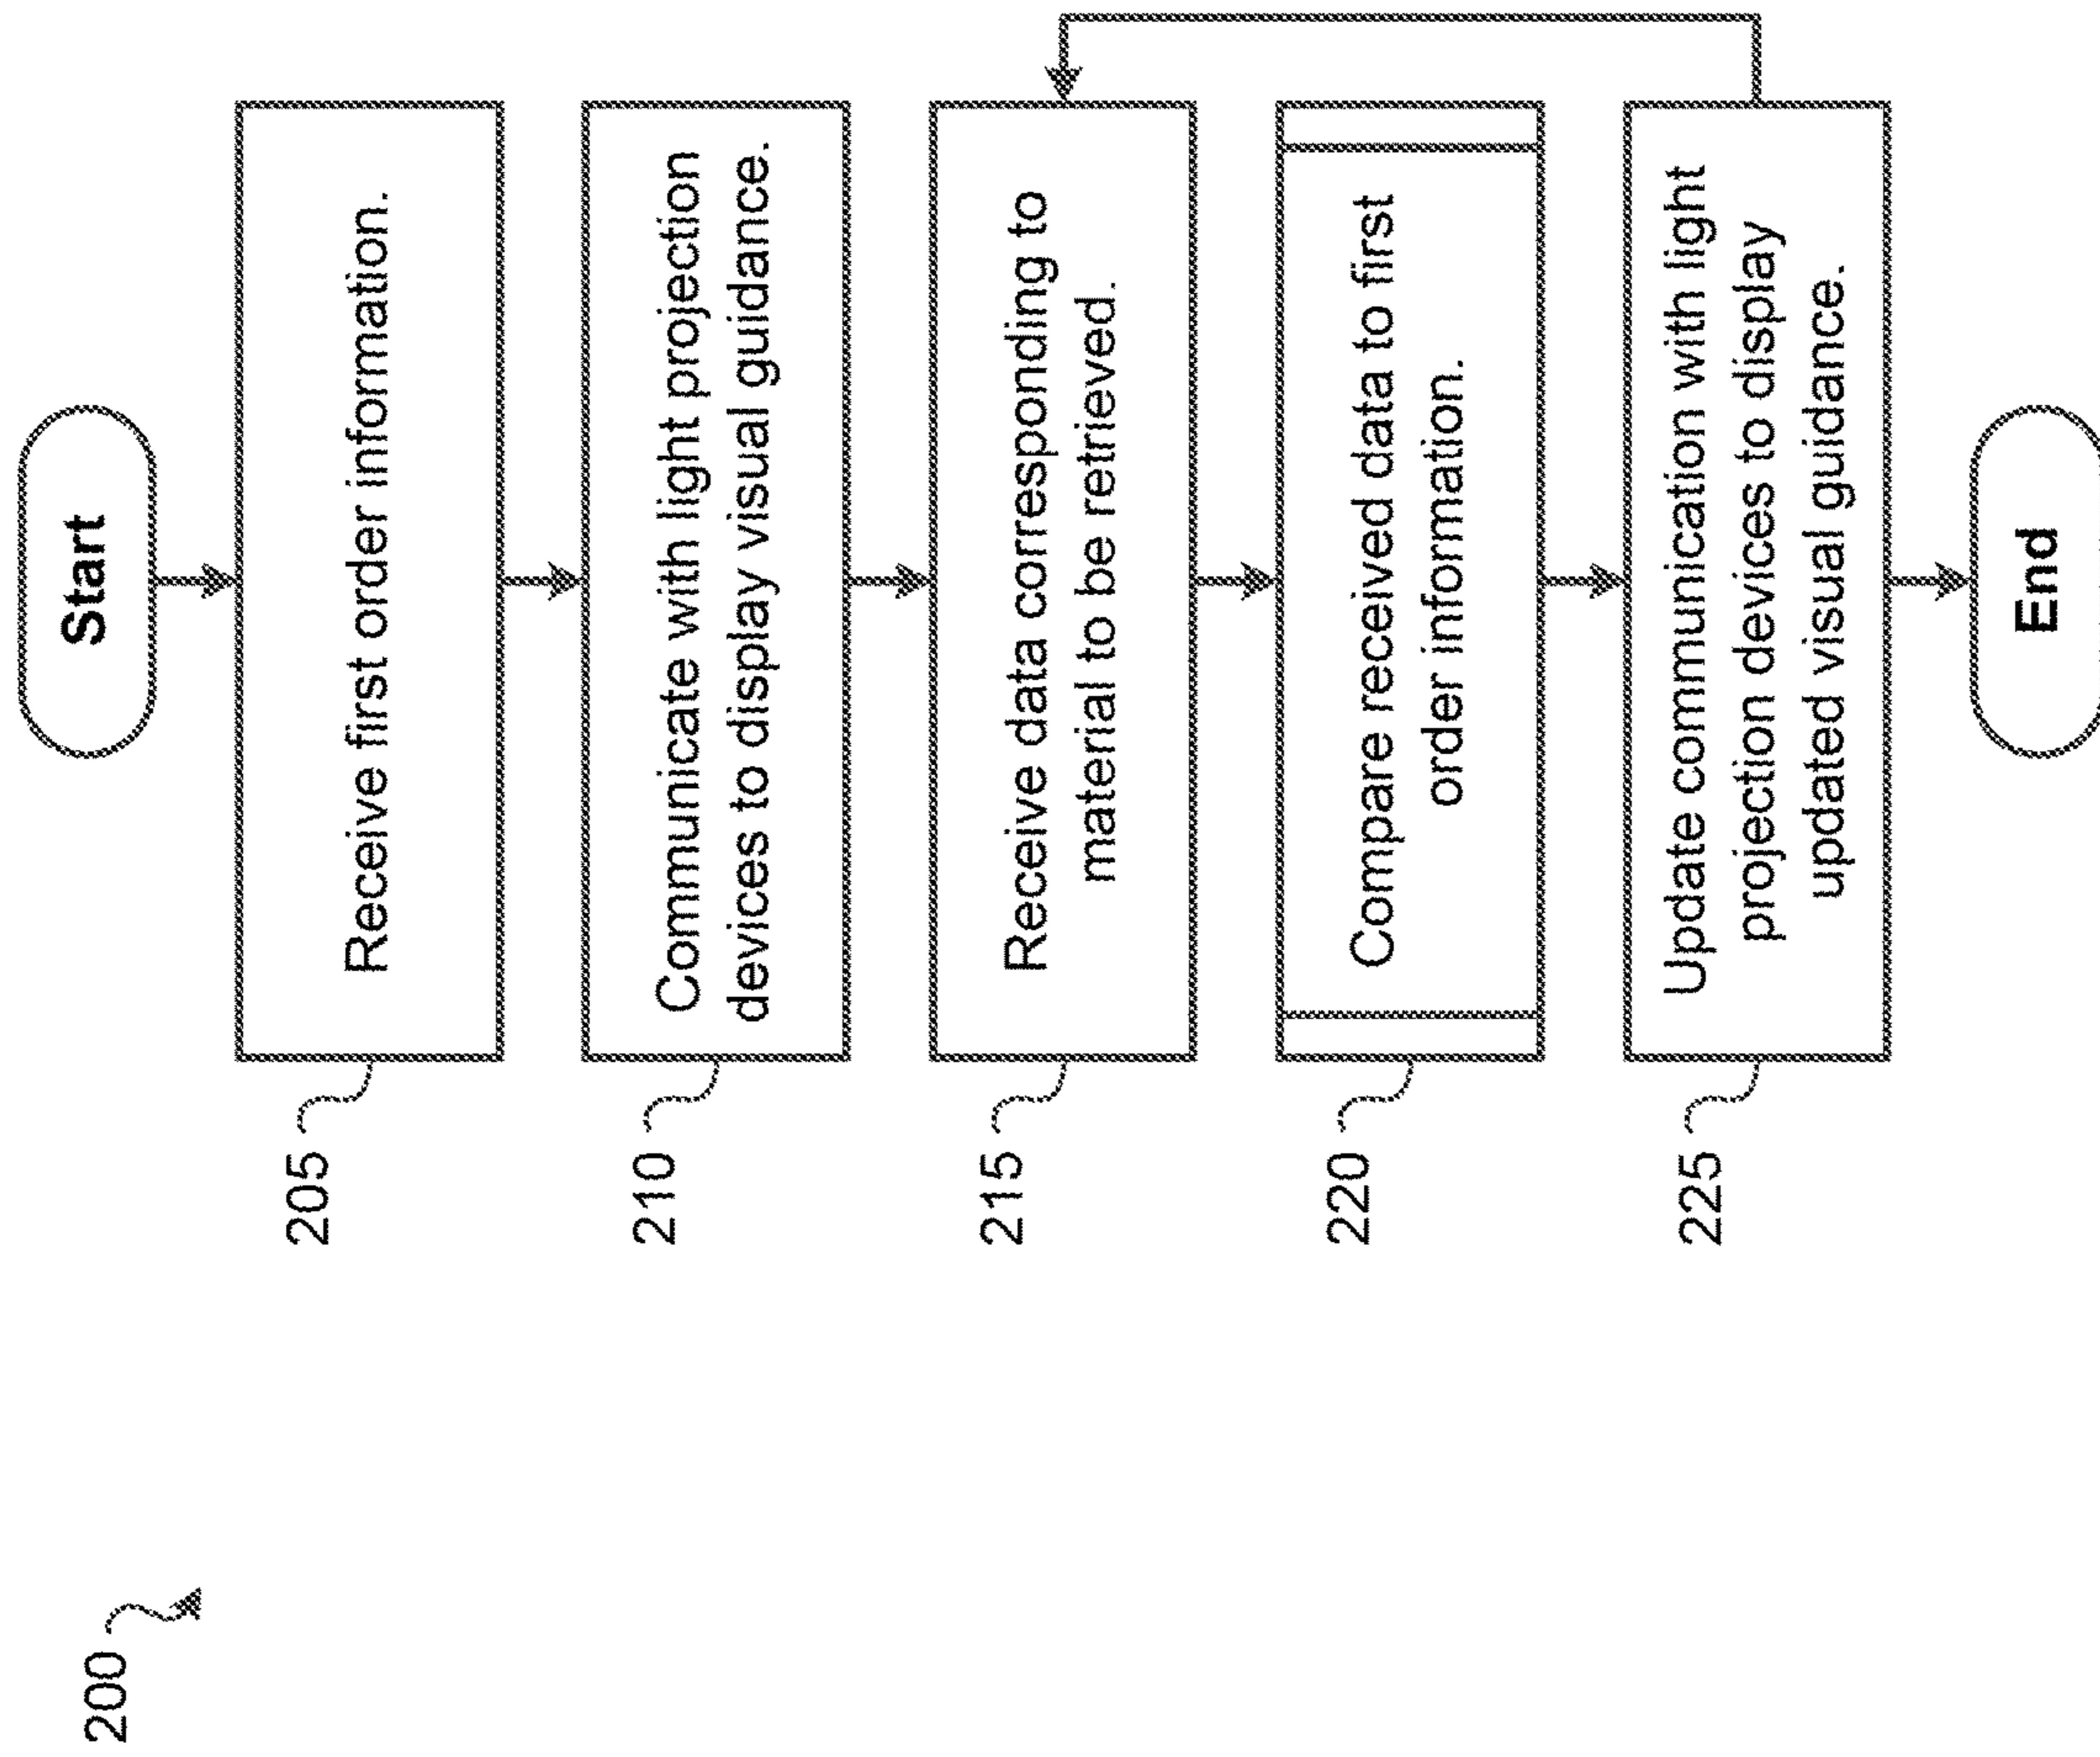 200
Start
205
Receive first order information.
210
Communicate with light projection
devices to display visual guidance.
215
Receive data corresponding to
material to be retrieved.
220
Compare received data to first
order information.
225
Update communication with light
projection devices to display
updated visual guidance.
End